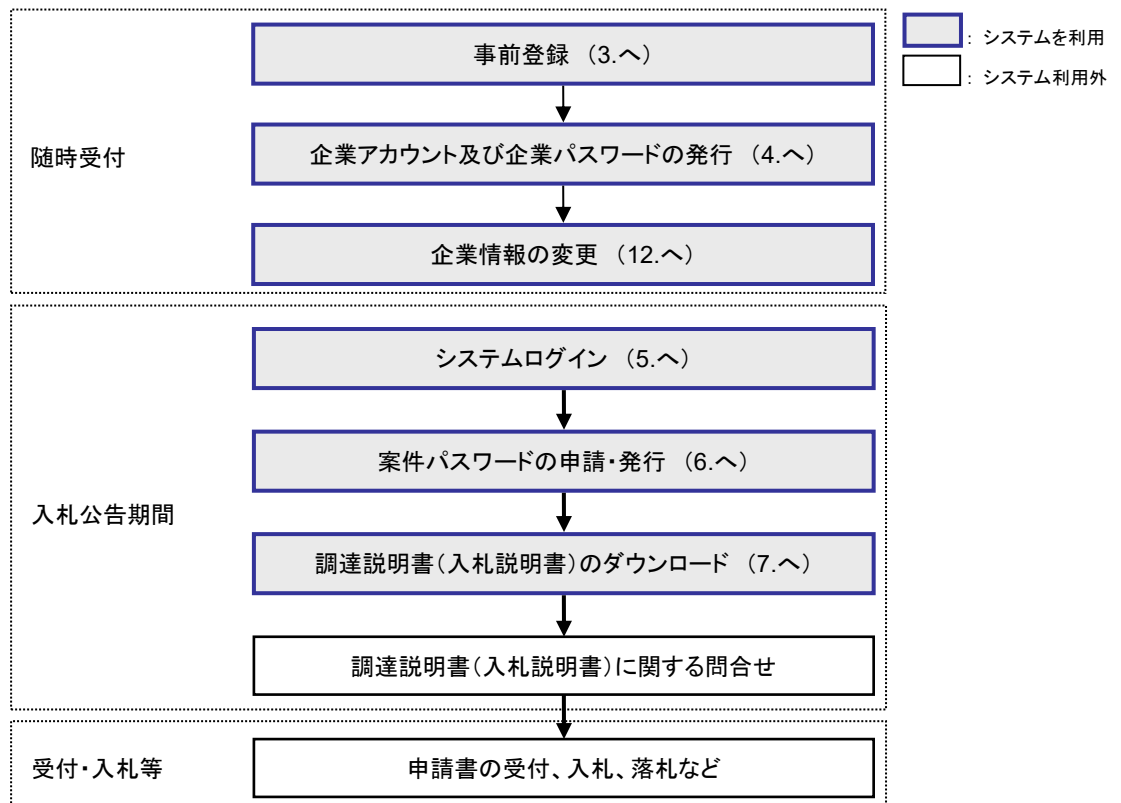 事前登録 （3.へ）
：システムを利用
：システム利用外
随時受付
企業アカウント及び企業パスワードの発行 （4.へ）
企業情報の変更 （12.へ）
システムログイン （5.へ）
案件パスワードの申請・発行 （6.へ）
入札公告期間
調達説明書（入札説明書）のダウンロード （7.へ）
調達説明書（入札説明書）に関する問合せ
受付・入札等
申請書の受付、入札、落札など